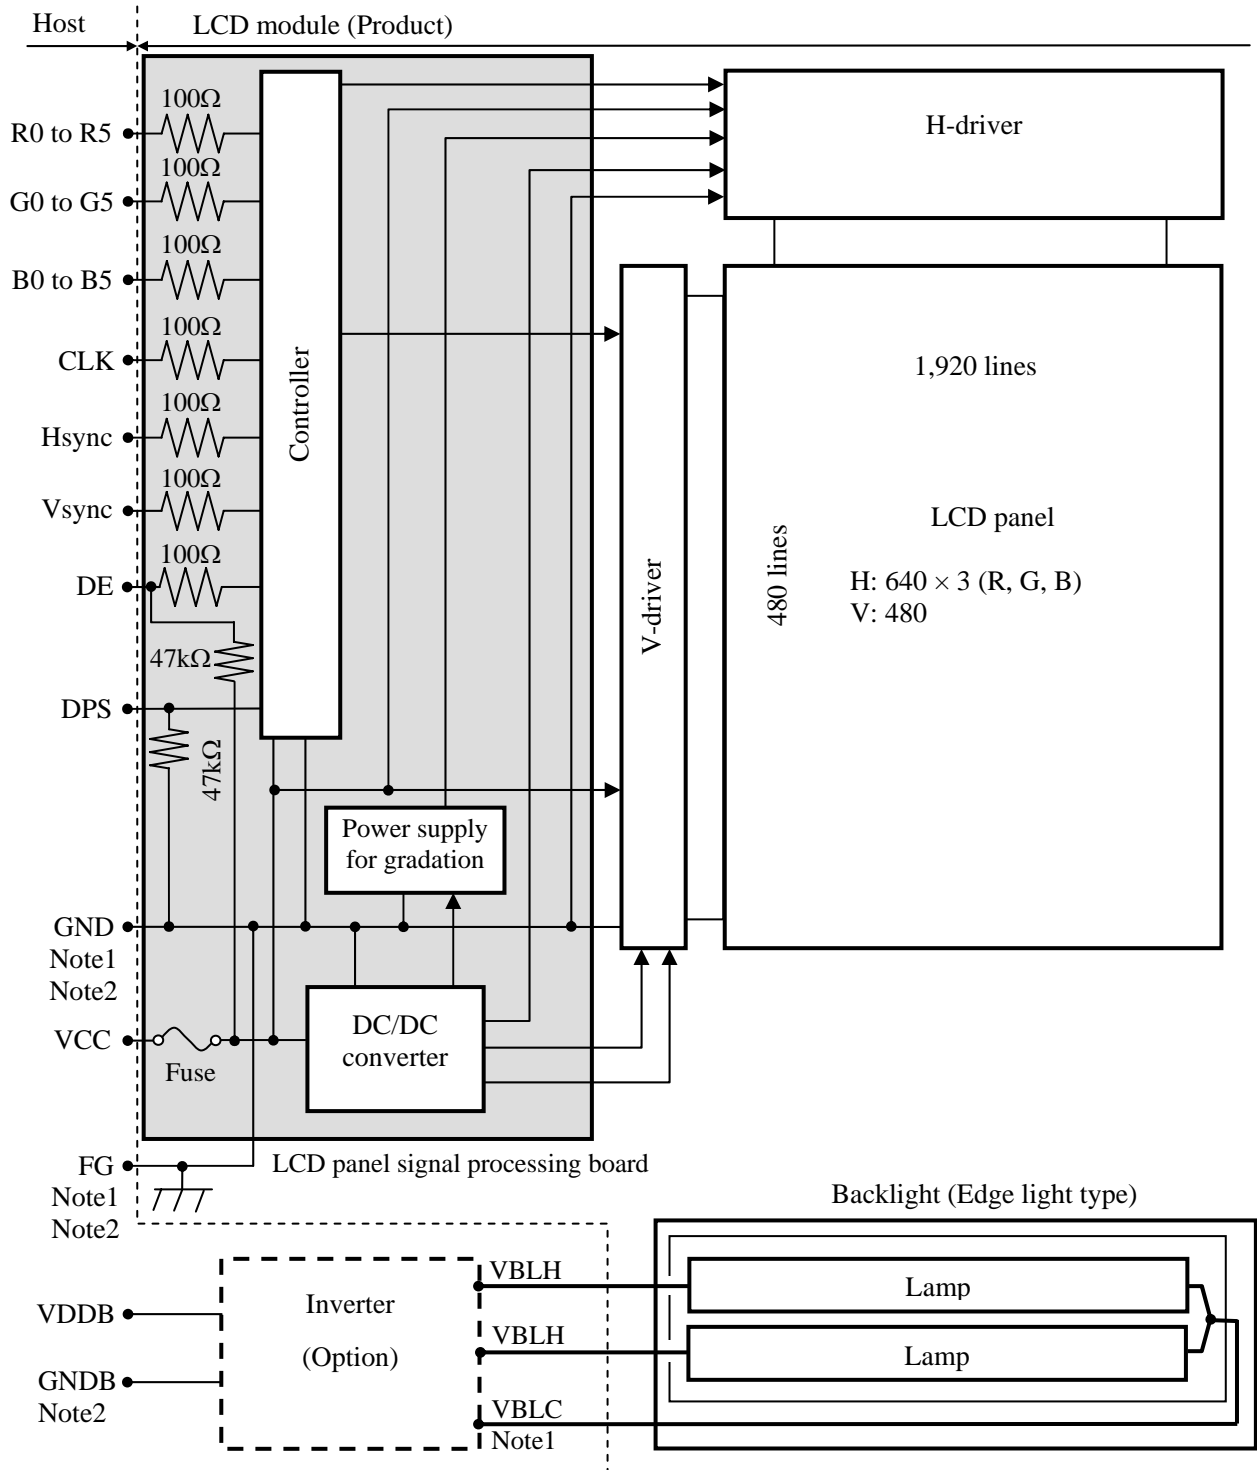 Host
LCD module (Product)
100Ω
R0 to R5
100Ω
G0 to G5
100Ω
B0 to B5
100Ω
CLK
100Ω
Hsync
100Ω
Vsync
100Ω
DE
47kΩ
DPS
47kΩ
Controller
H-driver
V-driver
1,920 lines
480 lines
LCD panel
H: 640 × 3 (R, G, B)
V: 480
Power supply
for gradation
GND
Note1
Note2
VCC
Fuse
DC/DC
converter
FG
Note1
Note2
LCD panel signal processing board
Backlight (Edge light type)
VDDB
GNDB
Note2
Inverter
(Option)
VBLH
Lamp
VBLH
Lamp
VBLC
Note1